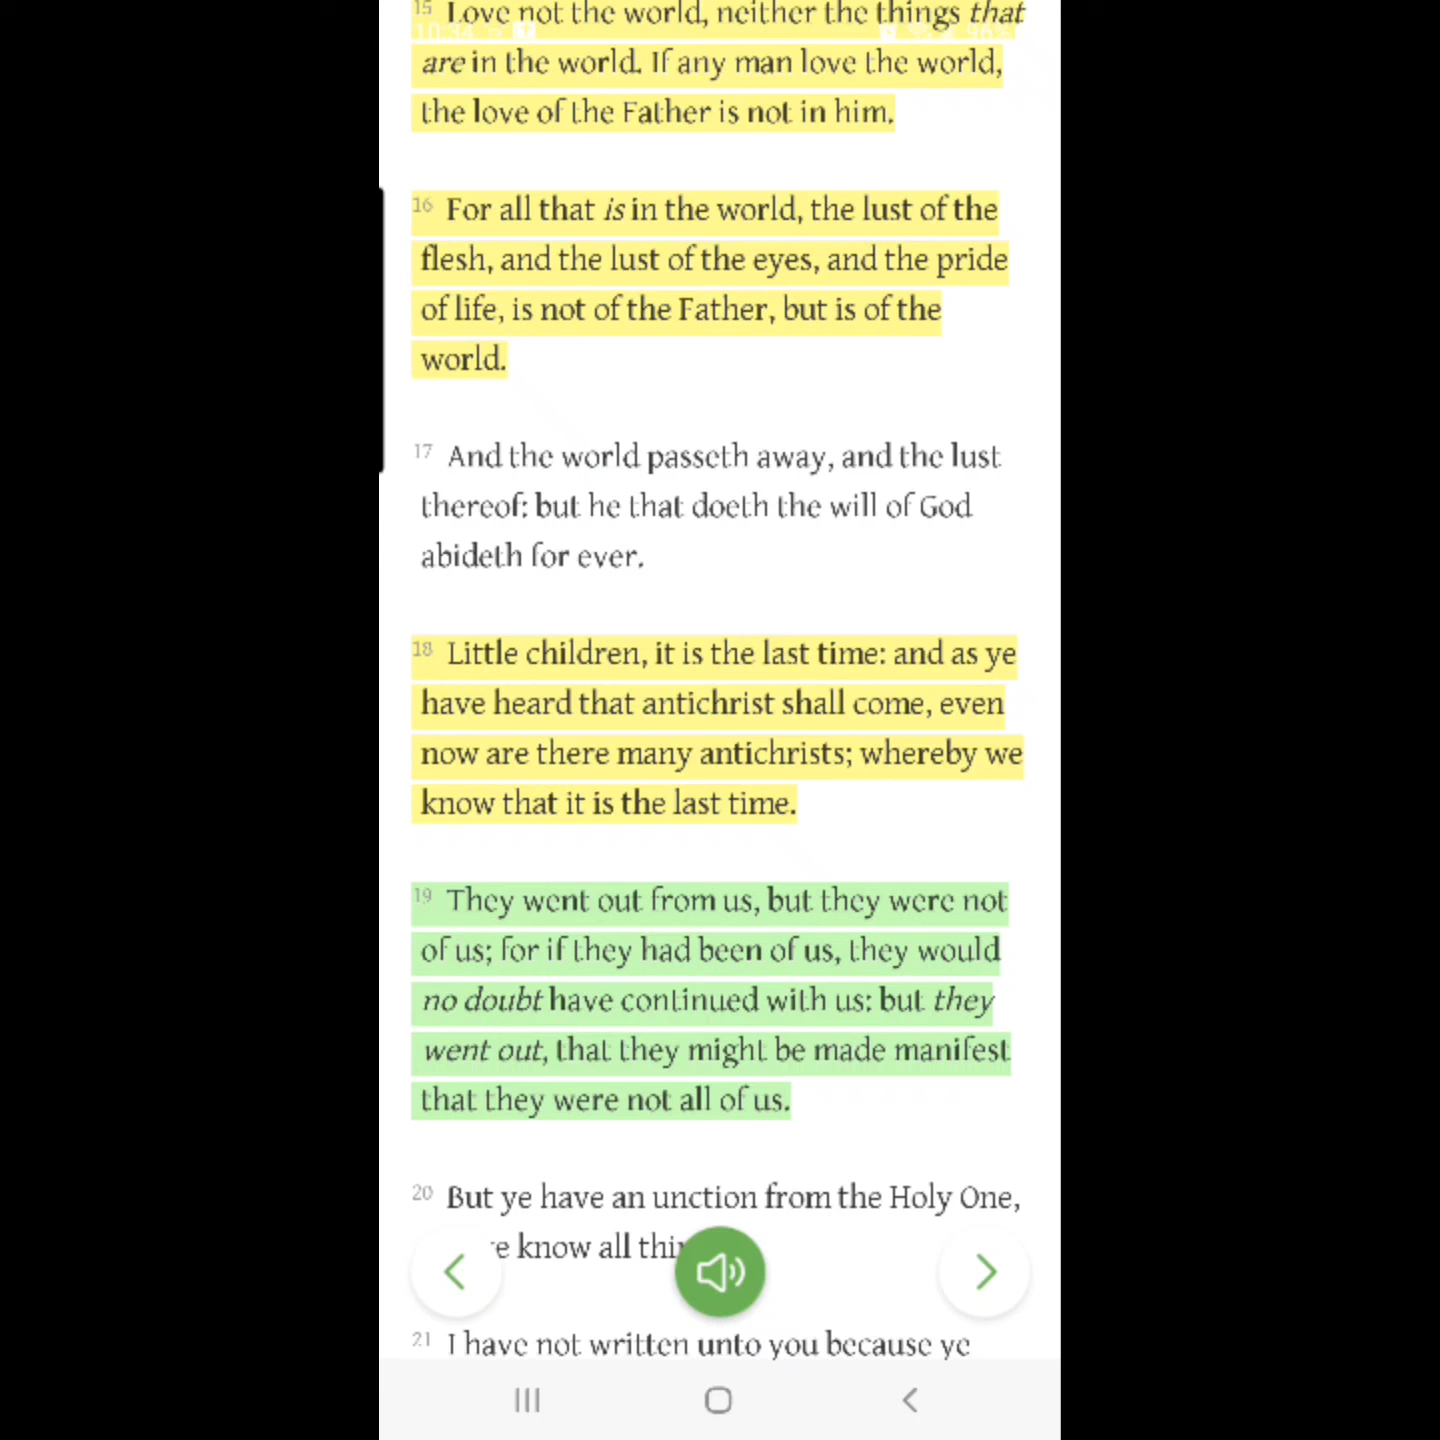 15 Love not the world, neither the things that
10:34
96%
are in the world. If any man love the world,
the love of the Father is not in him.
16 For all that is in the world, the lust of the
flesh, and the lust of the eyes, and the pride
of life, is not of the Father, but is of the
world.
17 And the world passeth away, and the lust
thereof: but he that doeth the will of God
abideth for ever.
18 Little children, it is the last time: and as ye
have heard that antichrist shall come, even
now are there many antichrists; whereby we
know that it is the last time.
19 They went out from us, but they were not
of us; for if they had been of us, they would
no doubt have continued with us: but they
went out, that they might be made manifest
that they were not all of us.
20 But ye have an unction from the Holy One,
know all
21 I have not written unto you because ye